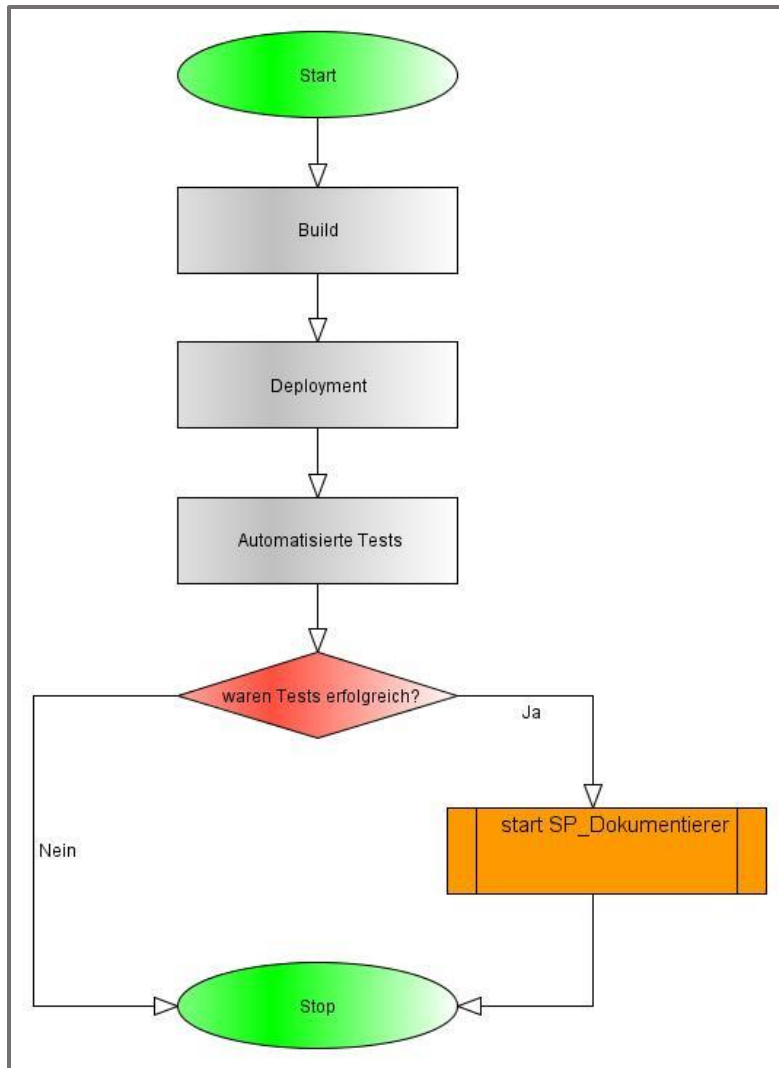 Start
Build
Deployment
Automatisierte Tests
waren Tests erfolgreich?
Ja
start SP_Dokumentierer
Nein
Stop